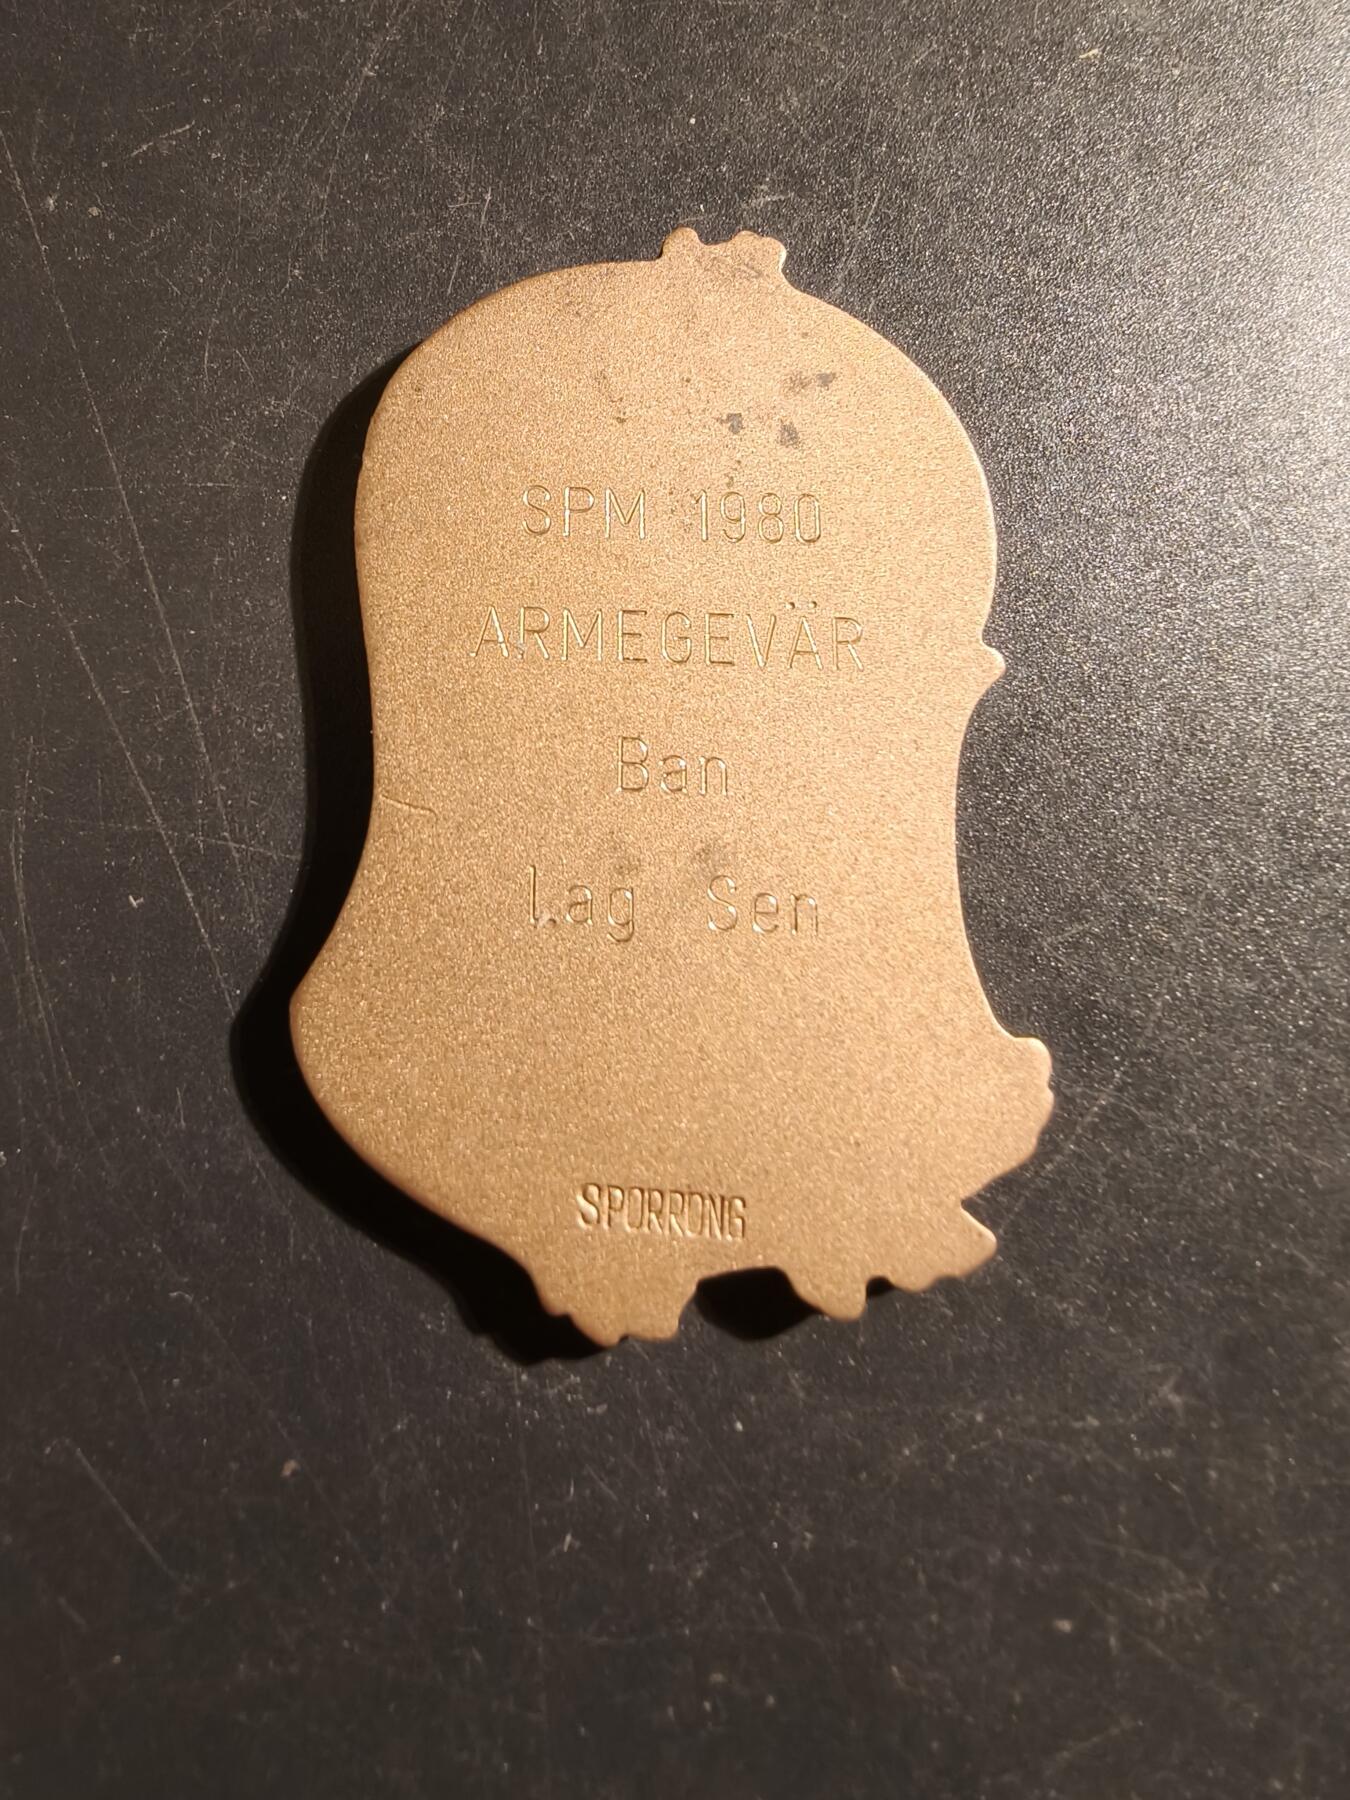 SPM 1980
ARMEGEVÄR
Ban
Lag Sen
SPORRONG